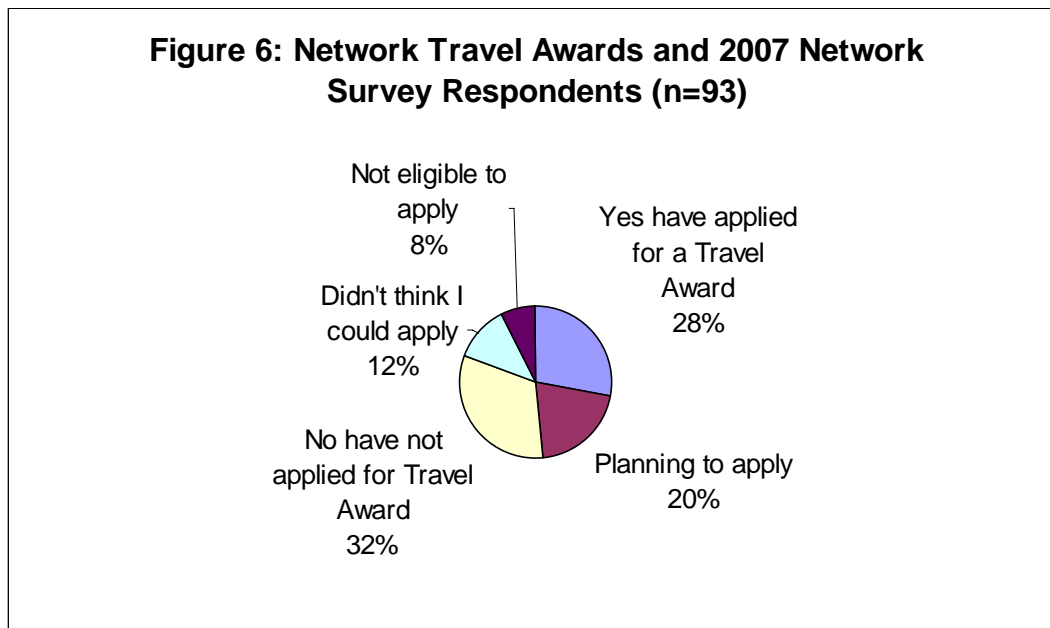 Figure 6: Network Travel Awards and 2007 Network
Survey Respondents (n=93)
Not eligible to
apply
8%
Yes have applied
for a Travel
Award
28%
Didn't think I
could apply
12%
No have not
applied for Travel
Award
32%
Planning to apply
20%